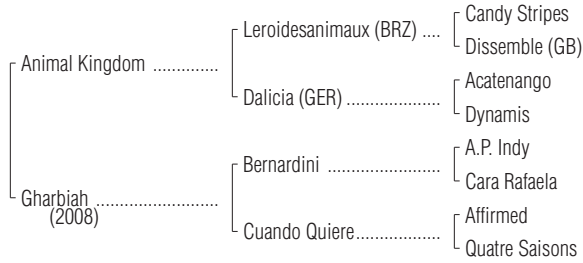 Candy Stripes
Leroidesanimaux (BRZ) ....
Dissemble (GB)
Animal Kingdom .............
Acatenango
Dalicia (GER) ...................
Dynamis
A.P. Indy
Bernardini .......................
Cara Rafaela
Gharbiah ........................
(2008)
Affirmed
Cuando Quiere.................
Quatre Saisons